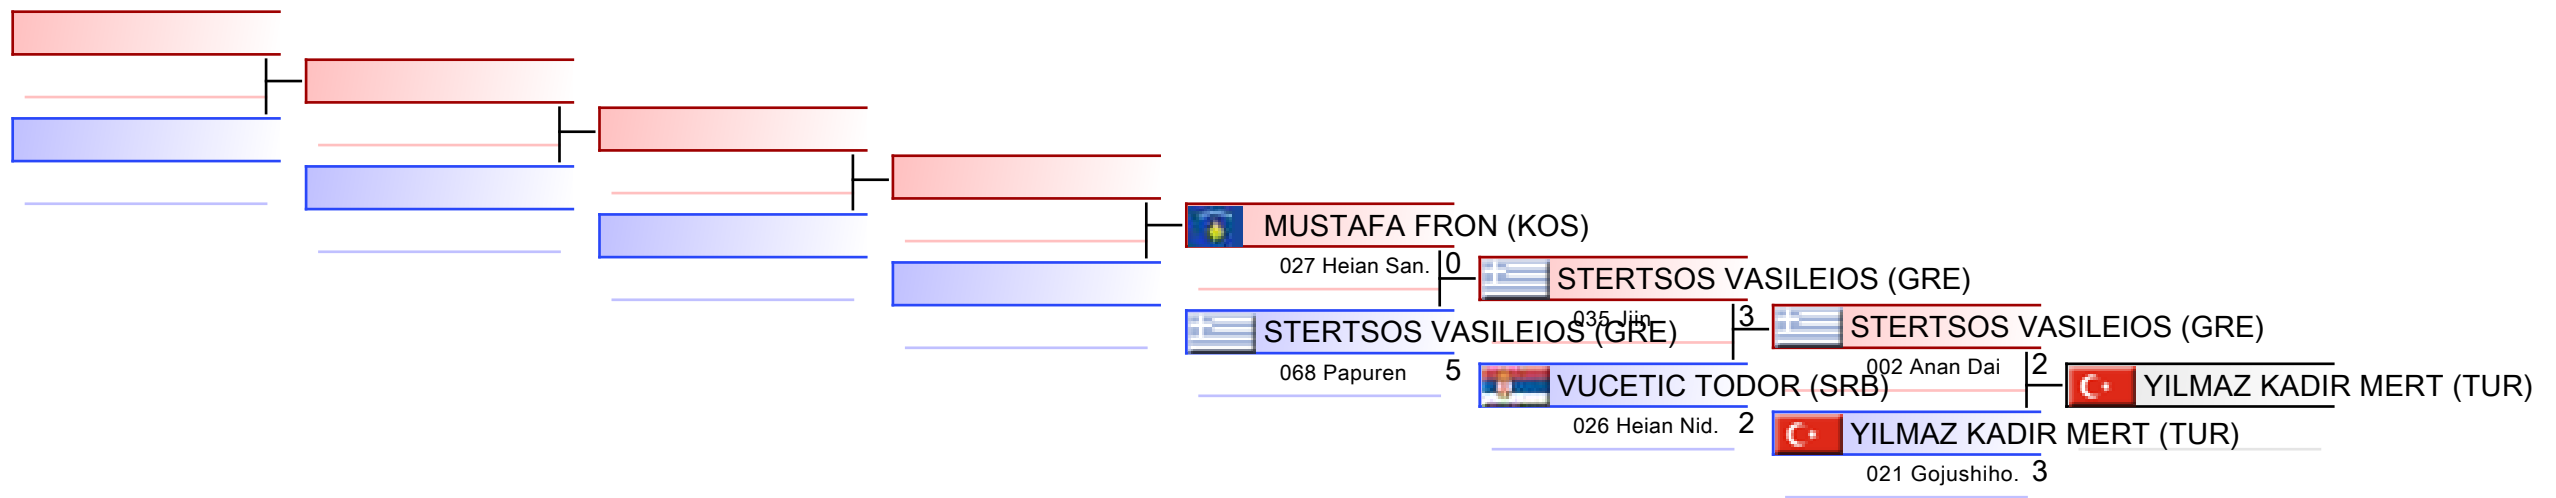 MUSTAFA FRON (KOS)
027 Heian San. 0
STERTSOS VASILEIOS (GRE)
068 Papuren 5
STERTSOS VASILEIOS (GRE)
035 Jiin 3
VUCETIC TODOR (SRB)
026 Heian Nid. 2
STERTSOS VASILEIOS (GRE)
002 Anan Dai 2
YILMAZ KADIR MERT (TUR)
021 Gojushiho. 3
YILMAZ KADIR MERT (TUR)